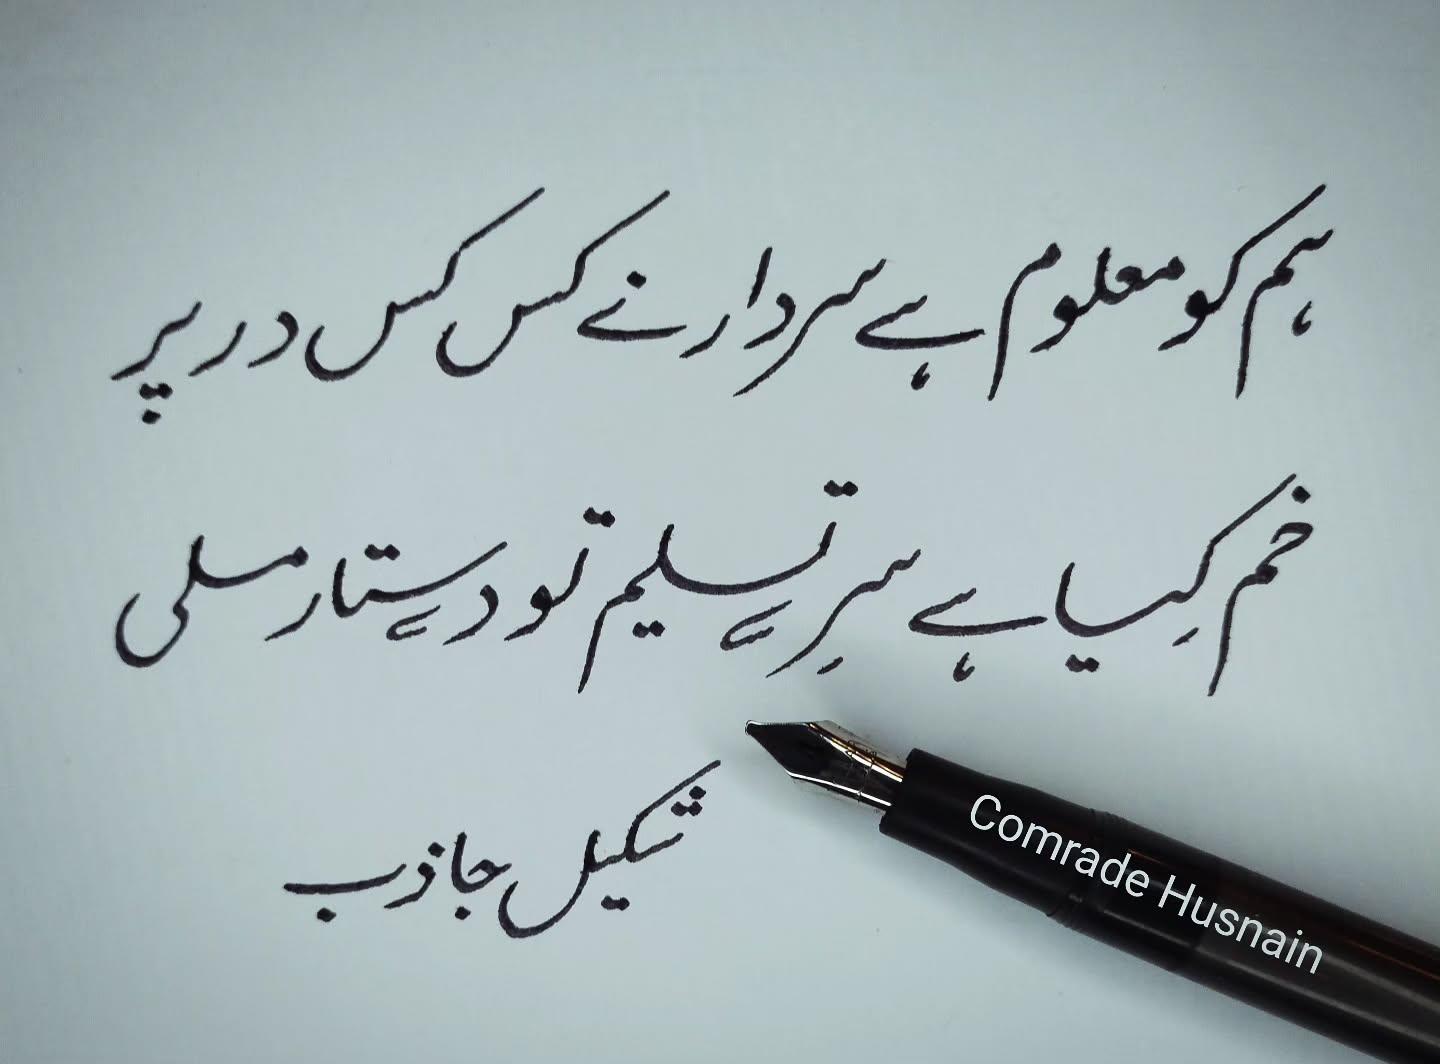 ہم کو معلوم ہے سردار نے کس کس در پر
خم کِیا ہے سرِ تسلیم تو دستار ملی
شکیل جاذب
Comrade Husnain